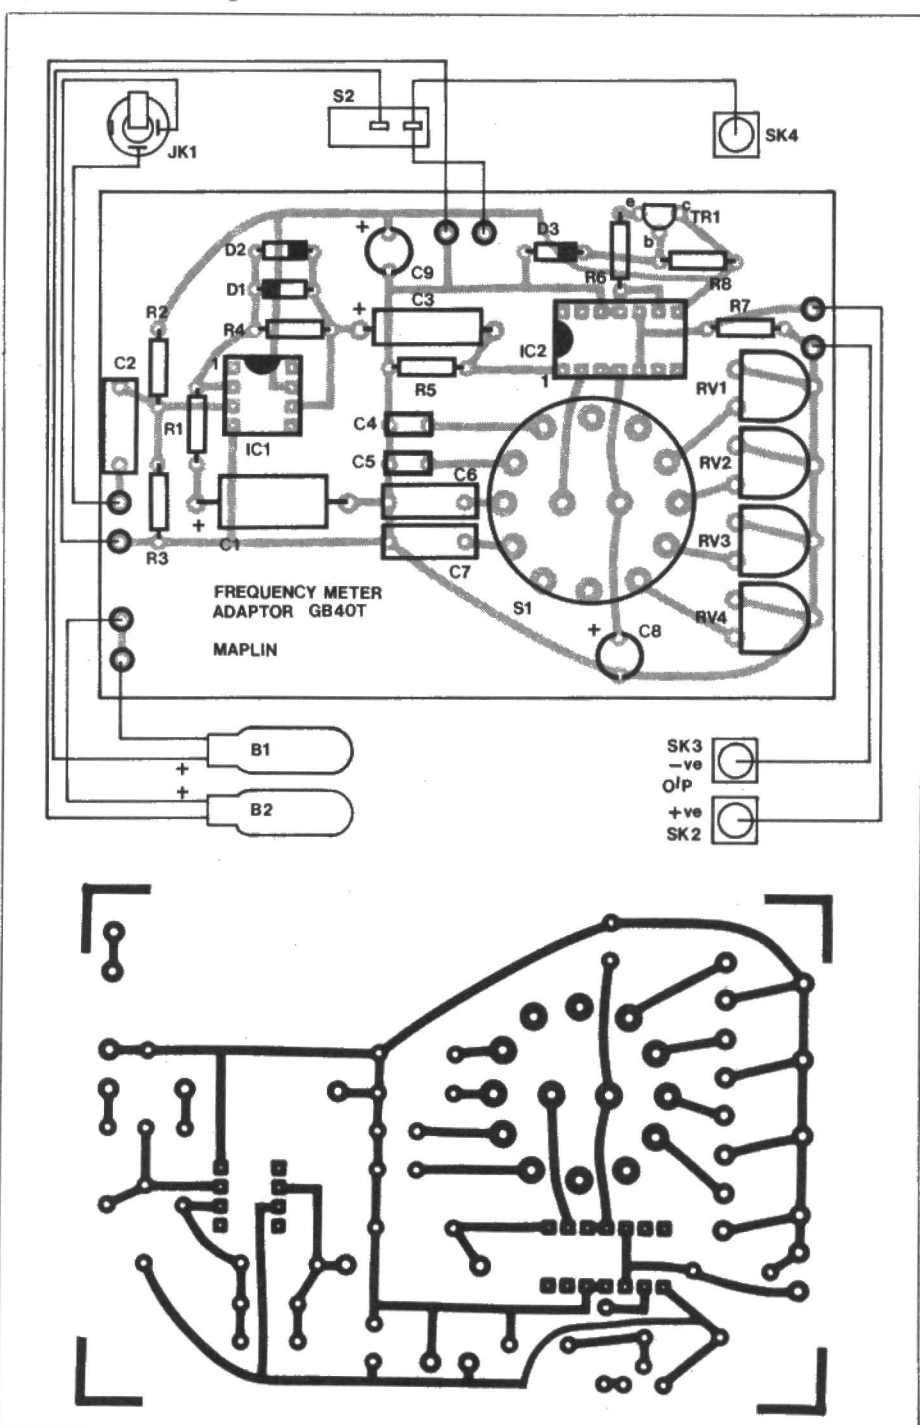 S2
JK1
SK4
+
e
c
TR1
b
D3
D2
C9
D1
+
C3
R6
R8
R2
R4
R7
C2
1
IC2
1
R5
RV1
R1
IC1
C4
C5
C6
RV2
+
C1
R3
C7
RV3
FREQUENCY METER
ADAPTOR GB40T
S1
RV4
+
C8
MAPLIN
B1
+
+
B2
SK3
-ve
O/P
+ve
SK2